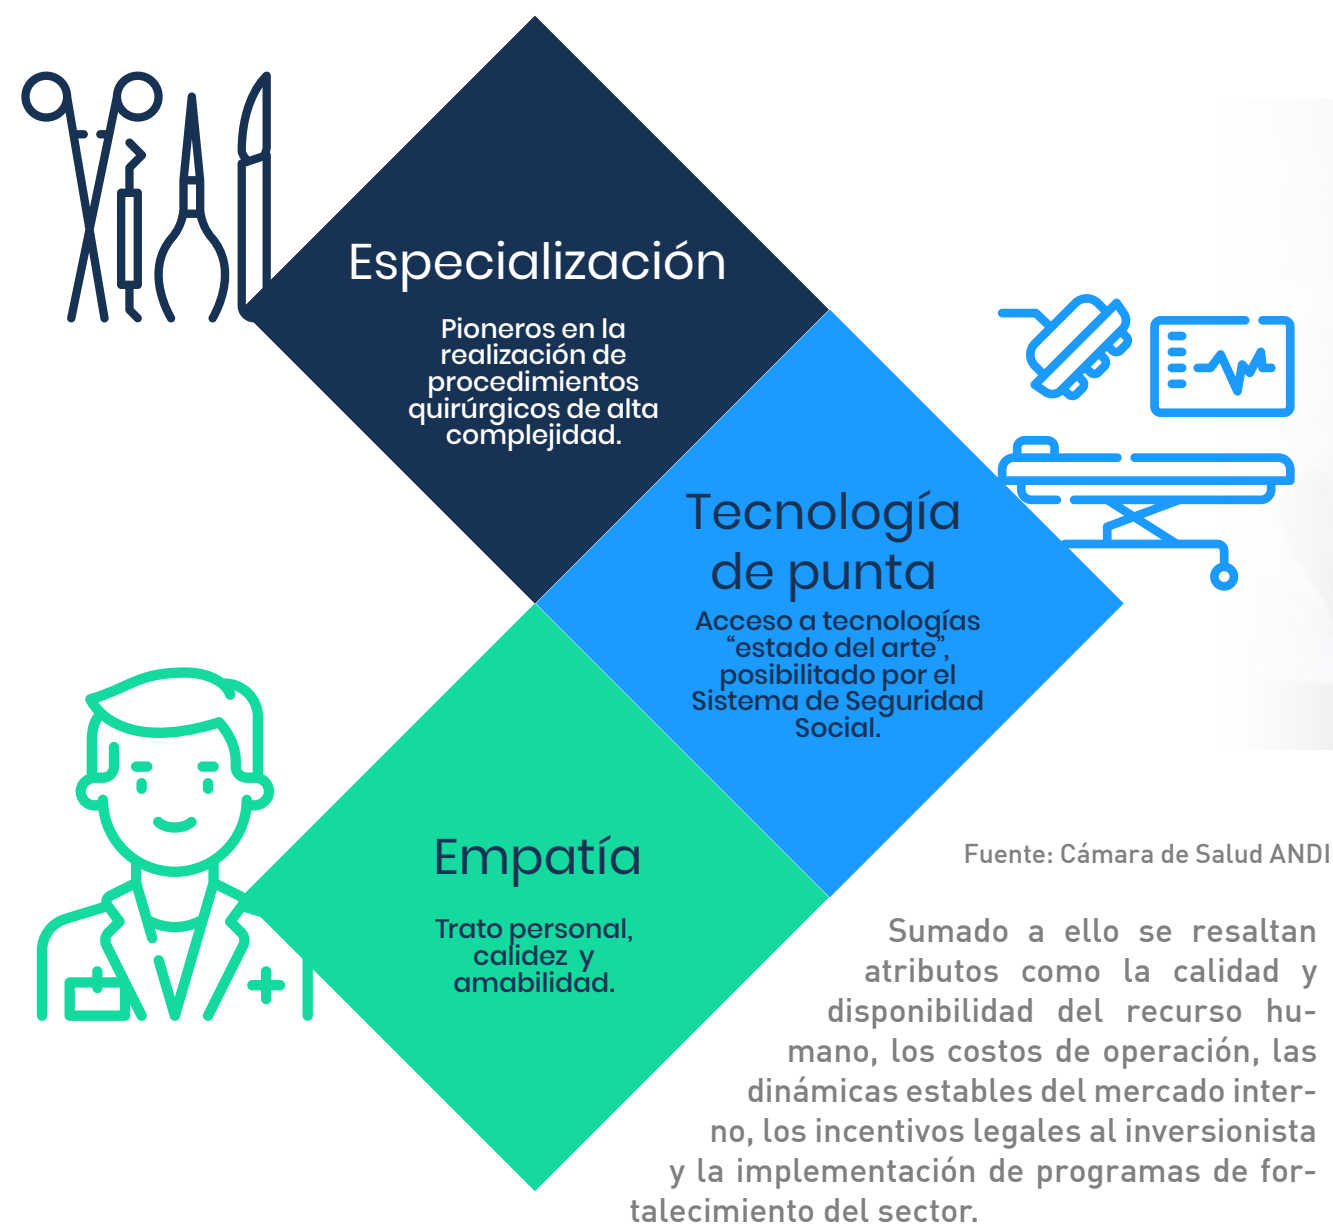 Especialización
Pioneros en la
realización de
procedimientos
quirúrgicos de alta
complejidad.
Tecnología
de punta
Acceso a tecnologías
“estado del arte”,
posibilitado por el
Sistema de Seguridad
Social.
Empatía
Trato personal,
calidez y
amabilidad.
Fuente: Cámara de Salud ANDI
Sumado a ello se resaltan
atributos como la calidad y
disponibilidad del recurso hu-
mano, los costos de operación, las
dinámicas estables del mercado inter-
no, los incentivos legales al inversionista
y la implementación de programas de for-
talecimiento del sector.